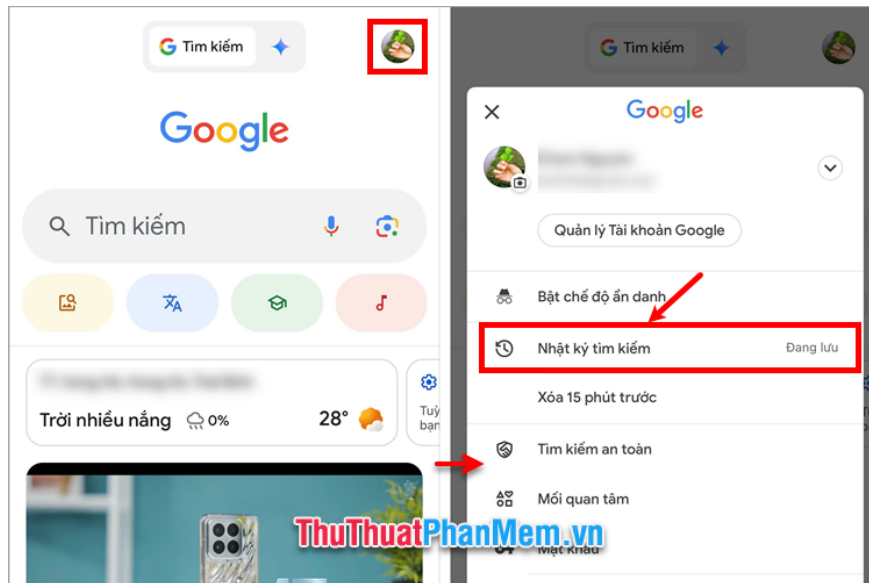 Tìm kiếm
Google
Tìm kiếm
Trời nhiều nắng 0% 28°
Tuỳ
bạn
Tìm kiếm
Google
Quản lý Tài khoản Google
Bật chế độ ẩn danh
Nhật ký tìm kiếm Đang lưu
Xóa 15 phút trước
Tìm kiếm an toàn
Mối quan tâm
ThuThuatPhanMem.vn
Mật khẩu